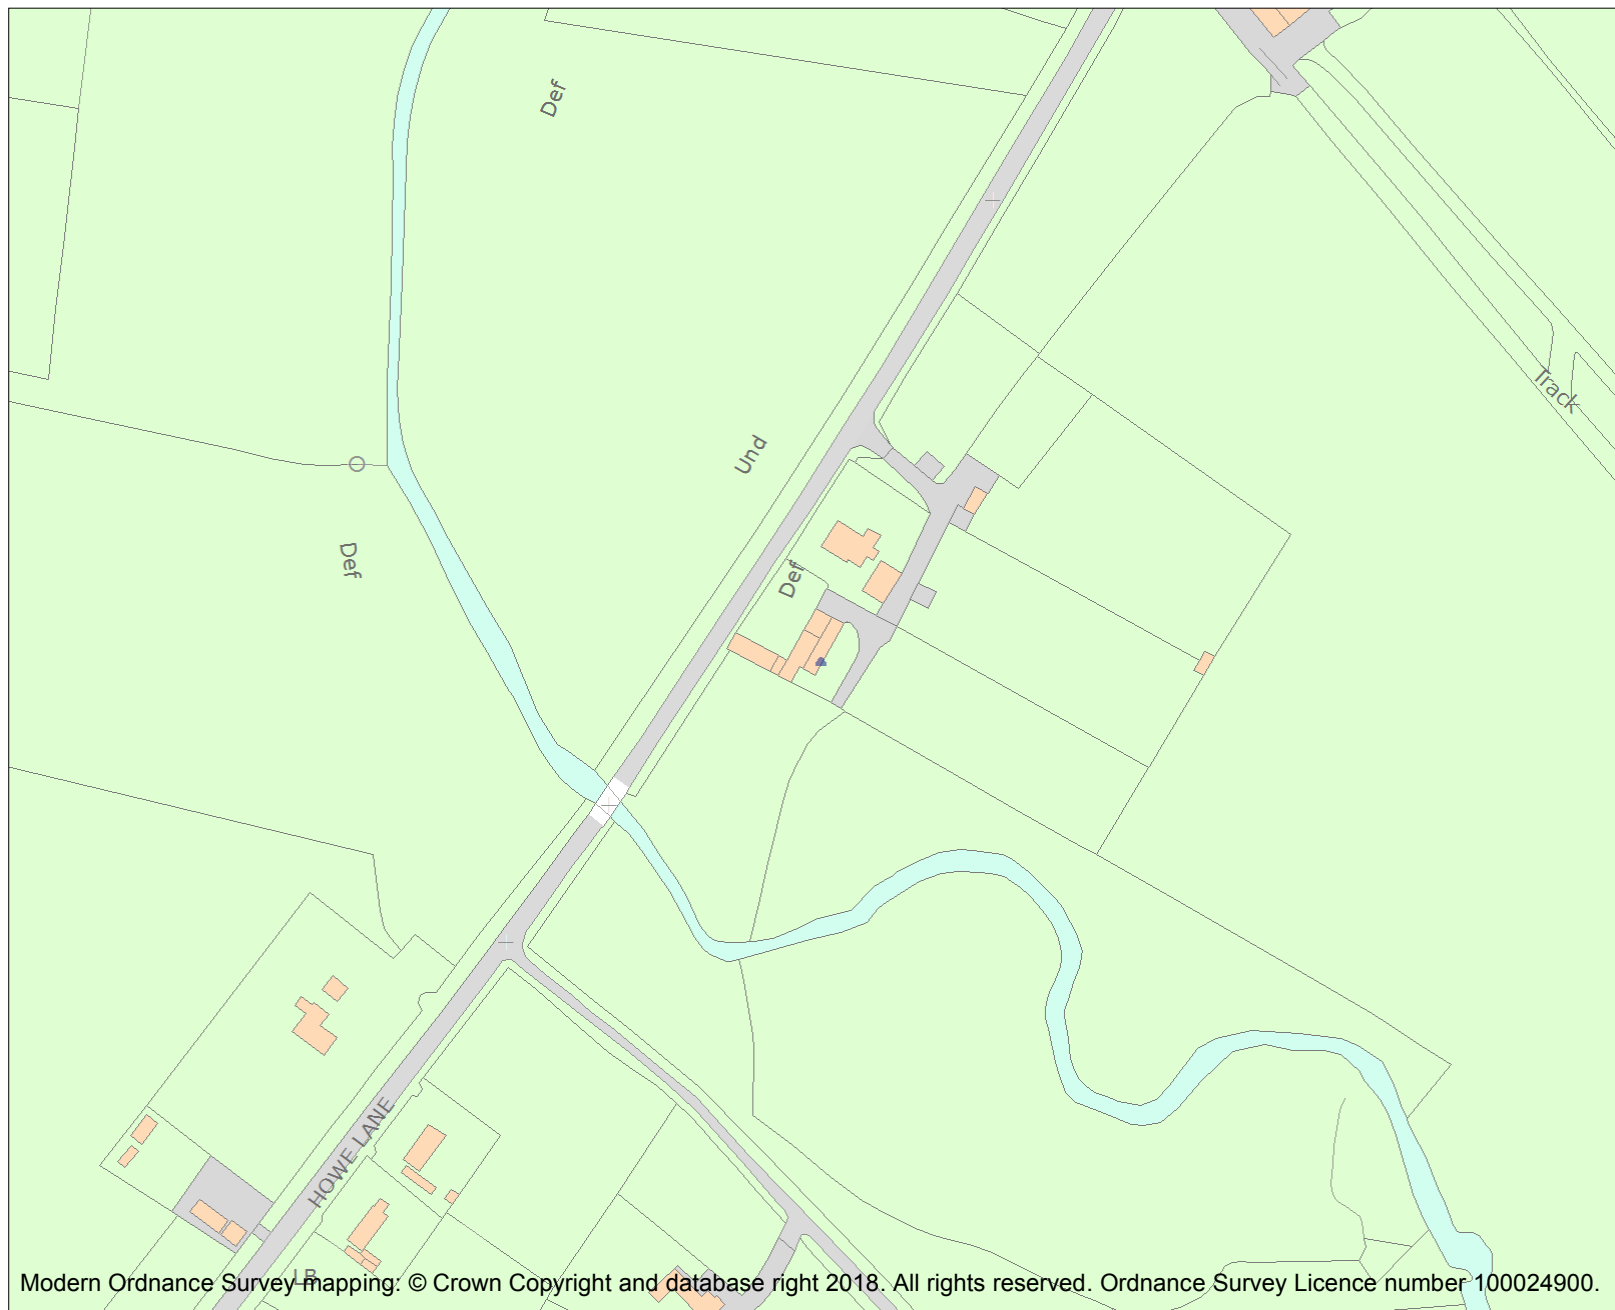 Def
Track
Und
Def
Def
HOWE LANE
LB
Modern Ordnance Survey mapping: © Crown Copyright and database right 2018. All rights reserved. Ordnance Survey Licence number 100024900.